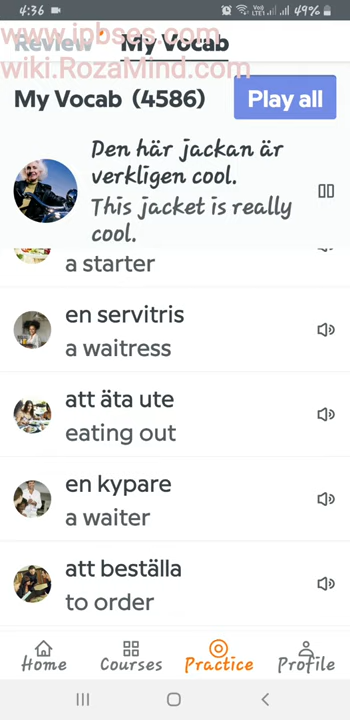 4:36
VoD
LTE1
49%
www.ipbses.com
Review
My Vocab
wiki.RozaMind.com
My Vocab (4586)
Play all
Den här jackan är
verkligen cool.
This jacket is really
cool.
a starter
en servitris
a waitress
att äta ute
eating out
en kypare
a waiter
att beställa
to order
Home
Courses
Practice
Profile